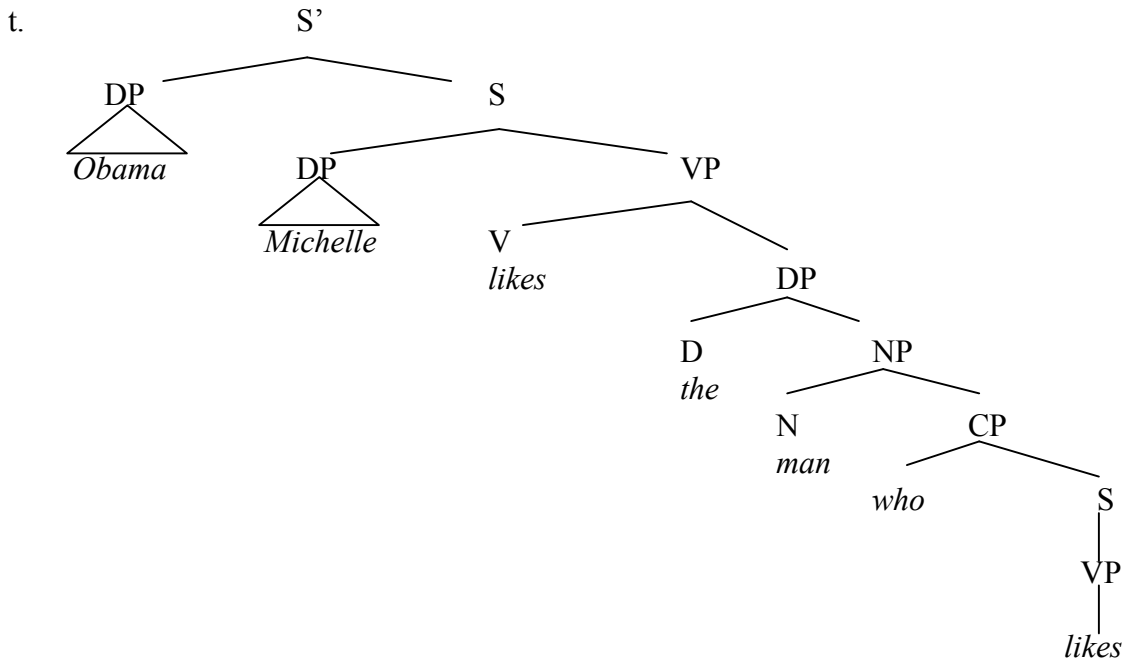 t. S’
DP S
Obama DP VP
Michelle V
likes DP
D NP
the
N CP
man
who S
VP
likes